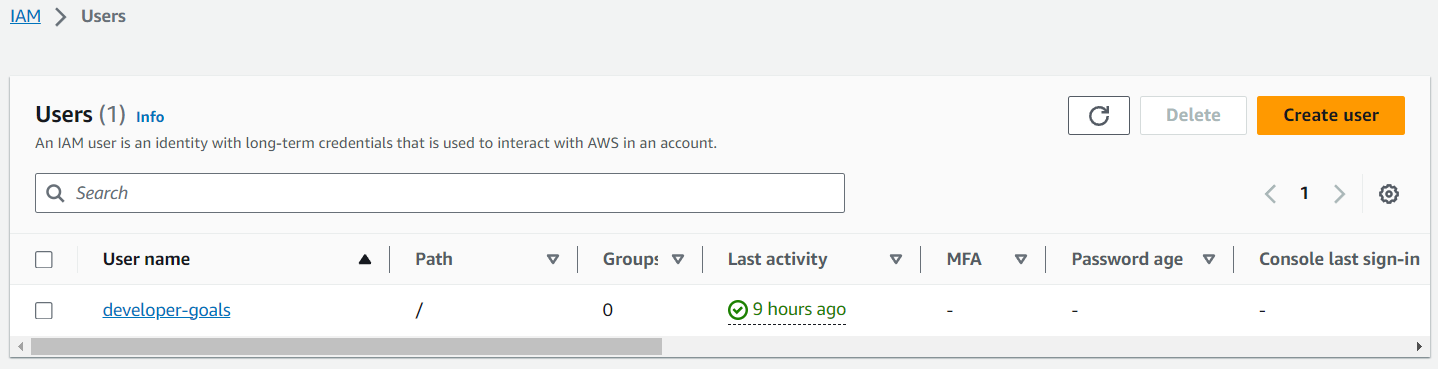 IAM > Users
Users (1) Info
Delete
Create user
An IAM user is an identity with long-term credentials that is used to interact with AWS in an account.
Search
1
User name Path Groups Last activity MFA Password age Console last sign-in
developer-goals / 0 9 hours ago - - -